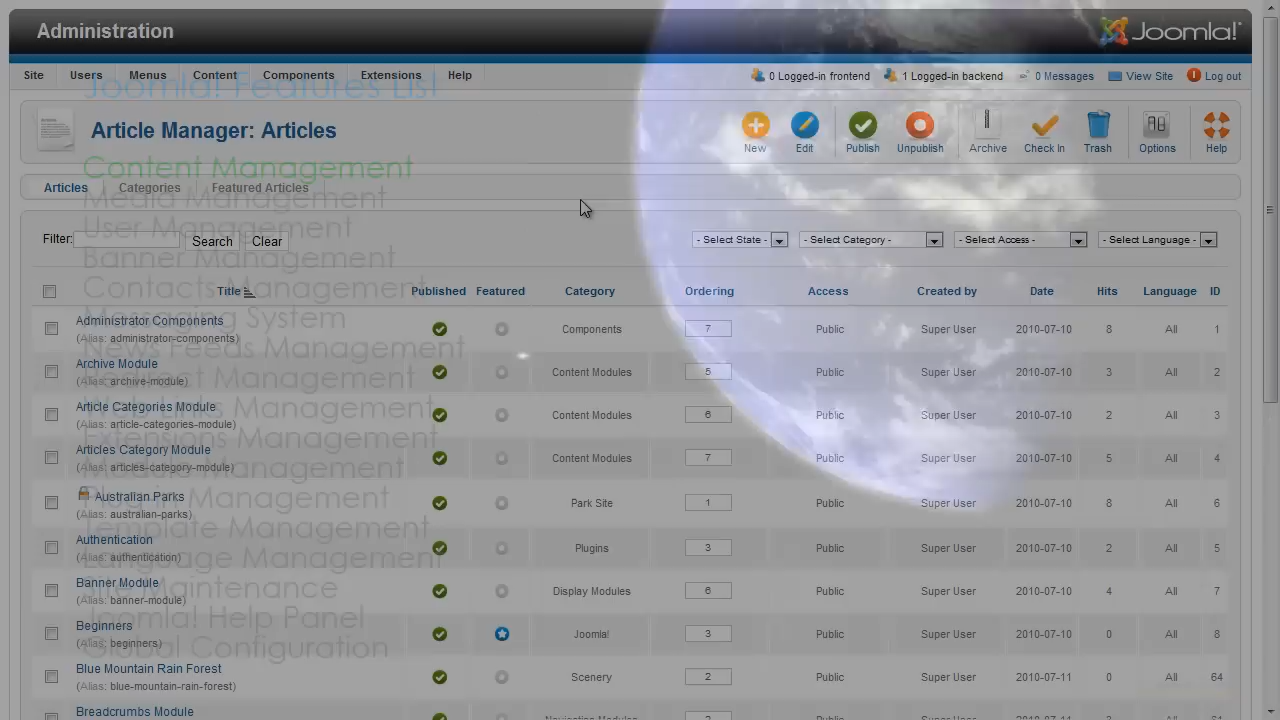 Administration
Joomla!
Site Users Menus Content Components Extensions Help
0 Logged-in frontend 1 Logged-in backend 0 Messages View Site Log out
Joomla! Features List
Article Manager: Articles
New Edit Publish Unpublish Archive Check In Trash Options Help
Content Management
Articles Categories Featured Articles
Media Management
User Management
Filter: Search Clear
- Select State - - Select Category - - Select Access - - Select Language -
Banner Management
Contacts Management
Title Published Featured Category Ordering Access Created by Date Hits Language ID
Messaging System
Administrator Components Components 7 Public Super User 2010-07-10 8 All 1
(Alias: administrator-components)
News Feeds Management
Archive Module Content Modules 5 Public Super User 2010-07-10 3 All 2
(Alias: archive-module)
Management
Web Links Management
Article Categories Module Content Modules 6 Public Super User 2010-07-10 2 All 3
(Alias: article-categories-module)
Extensions Management
Articles Category Module Content Modules 7 Public Super User 2010-07-10 5 All 4
(Alias: articles-category-module)
Management
Plug-in Management
Australian Parks Park Site 1 Public Super User 2010-07-10 8 All 6
(Alias: australian-parks)
Template Management
Authentication Plugins 3 Public Super User 2010-07-10 2 All 5
(Alias: authentication)
Language Management
Site Maintenance
Banner Module Display Modules 6 Public Super User 2010-07-10 4 All 7
(Alias: banner-module)
Joomla! Help Panel
Beginners Joomla! 3 Public Super User 2010-07-10 0 All 8
(Alias: beginners)
Global Configuration
Blue Mountain Rain Forest Scenery 2 Public Super User 2010-07-11 0 All 64
(Alias: blue-mountain-rain-forest)
Breadcrumbs Module Navigation Modules